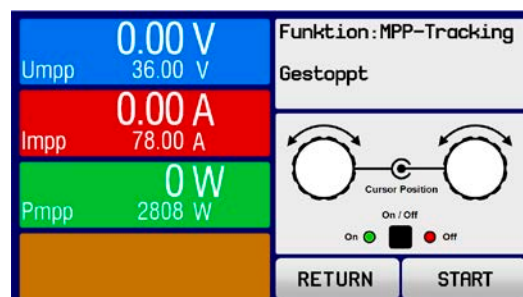 0.00 V
Umpp 36.00 V
0.00 A
Impp 78.00 A
0 W
Pmpp 2808 W
Funktion:MPP-Tracking
Gestoppt
Cursor Position
On / Off
On Off
RETURN START